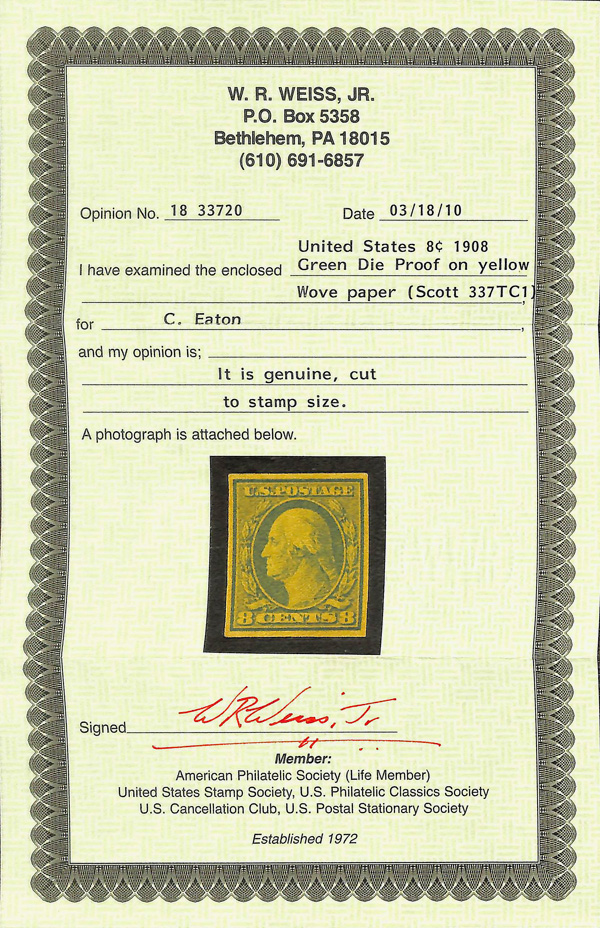 W. R. WEISS, JR.
P.O. Box 5358
Bethlehem, PA 18015
(610) 691-6857
Opinion No. 18 33720 Date 03/18/10
United States 8¢ 1908
I have examined the enclosed Green Die Proof on yellow
Wove paper (Scott 337TC1),
for C. Eaton,
and my opinion is;
It is genuine, cut
to stamp size.
A photograph is attached below.
U.S. POSTAGE
8 CENTS 8
Signed W R Weiss, Jr
Member:
American Philatelic Society (Life Member)
United States Stamp Society, U.S. Philatelic Classics Society
U.S. Cancellation Club, U.S. Postal Stationary Society
Established 1972